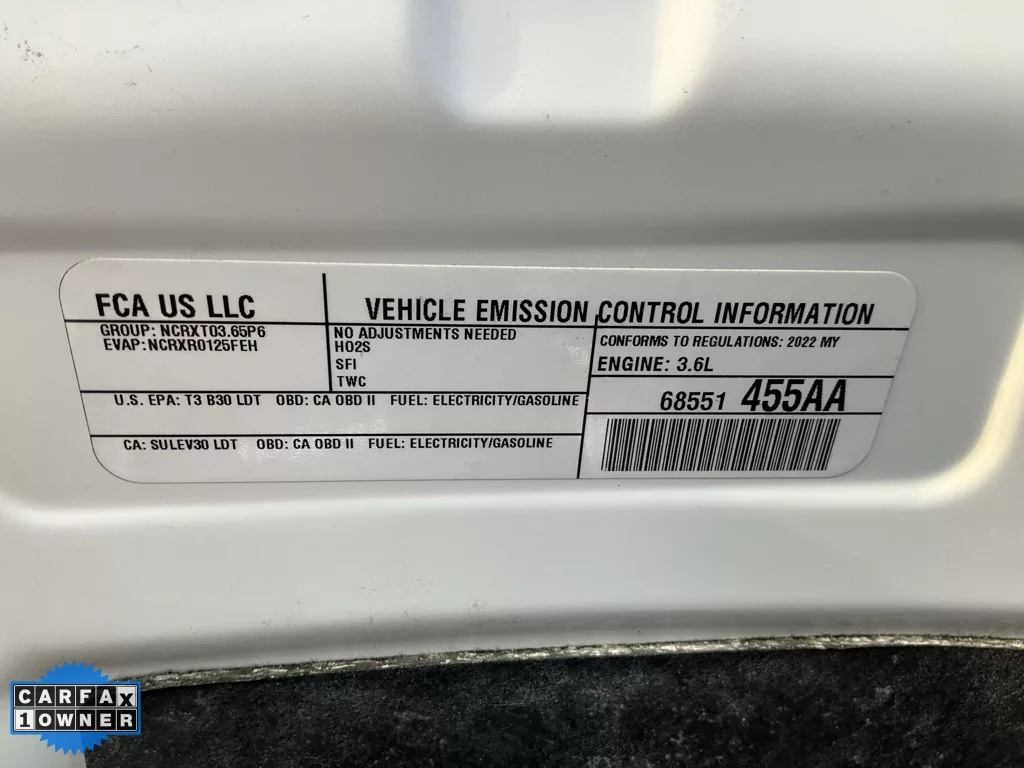 FCA US LLC
GROUP: NCRXT03.65P6
EVAP:NCRXR0125FEH
VEHICLE EMISSION CONTROL INFORMATION
NO ADJUSTMENTS NEEDED
HO2S
SFI
TWC
CONFORMS TO REGULATIONS: 2022 MY
ENGINE: 3.6L
U.S. EPA: T3 B30 LDT OBD: CA OBD II FUEL: ELECTRICITY/GASOLINE
68551 455AA
CA: SULEV30 LDT OBD: CA OBD II FUEL: ELECTRICITY/GASOLINE
CARFAX
1 OWNER